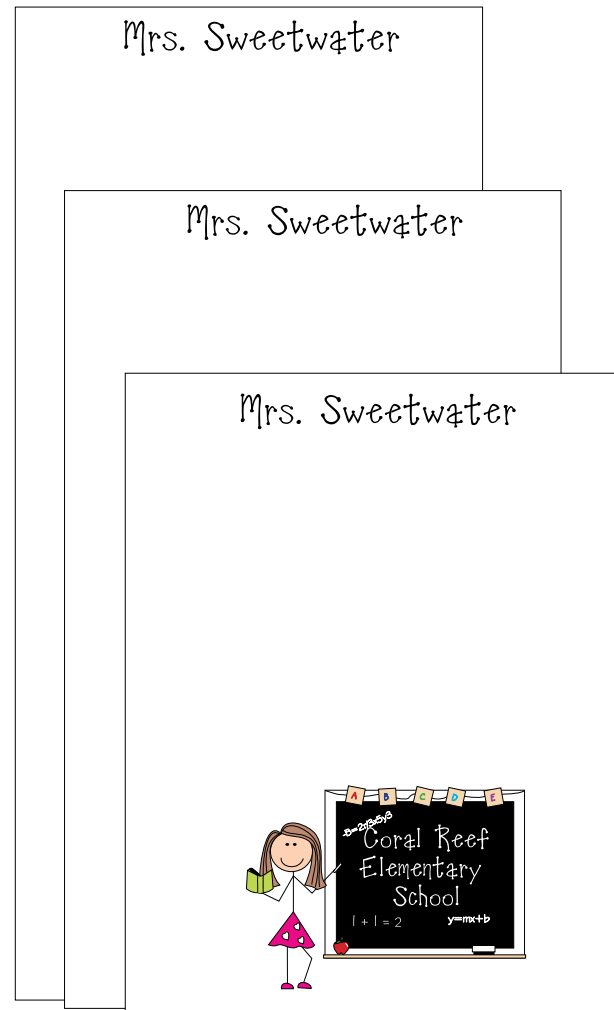 Mrs. Sweetwater
Mrs. Sweetwater
Mrs. Sweetwater
A B C D E
Coral Reef
Elementary
School
1 + 1 = 2 y=mx+b